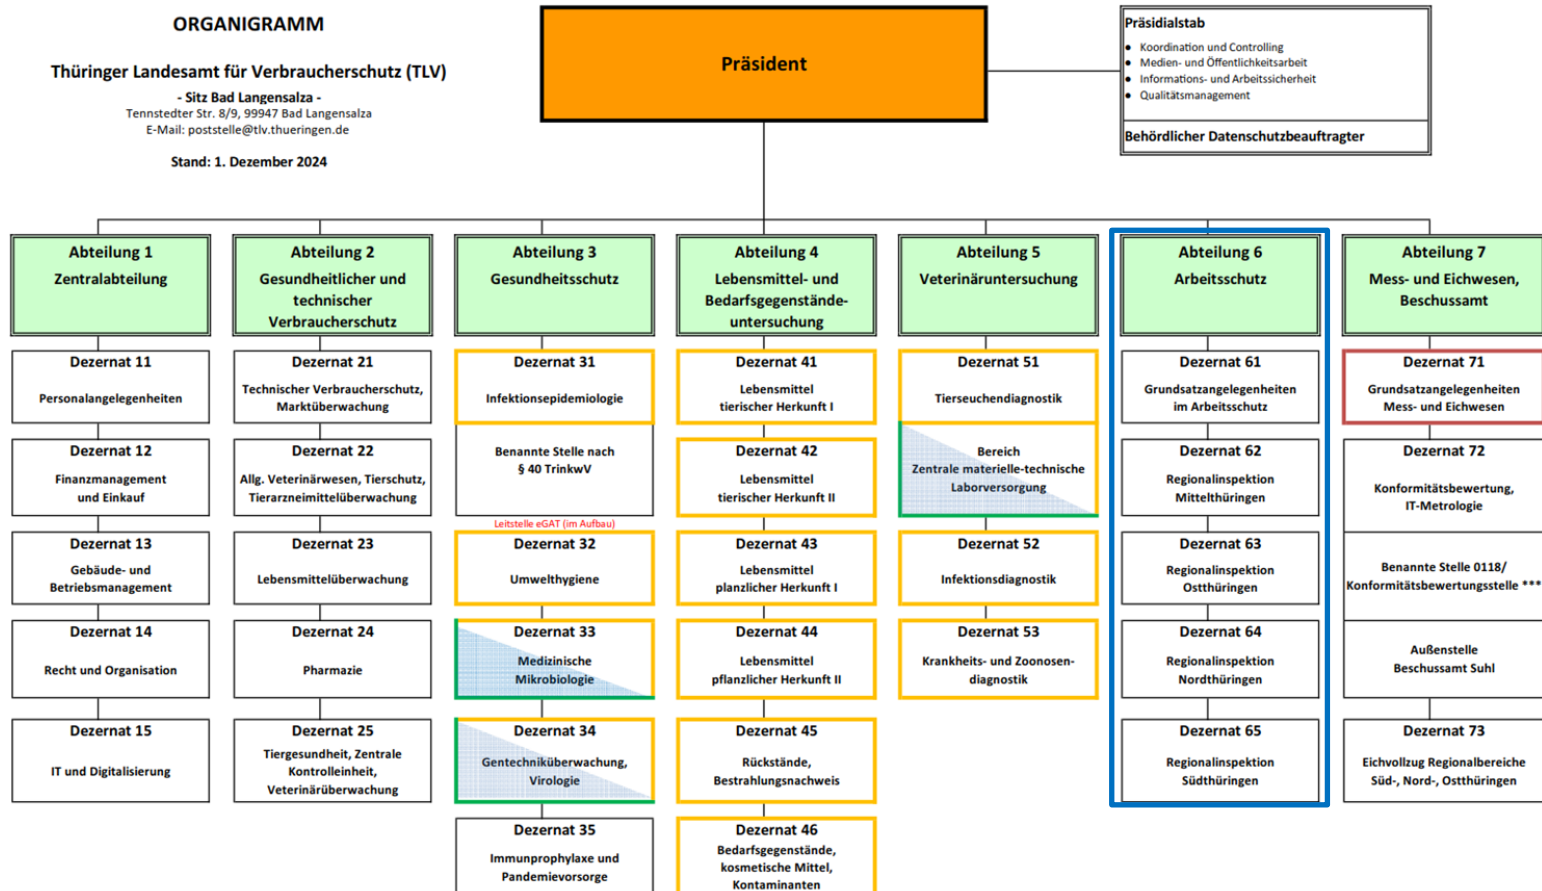 ORGANIGRAMM
Thüringer Landesamt für Verbraucherschutz (TLV)
- Sitz Bad Langensalza -
Tennstedter Str. 8/9, 99947 Bad Langensalza
E-Mail: poststelle@tlv.thueringen.de
Stand: 1. Dezember 2024
Präsident
Präsidialstab
● Koordination und Controlling
● Medien- und Öffentlichkeitsarbeit
● Informations- und Arbeitssicherheit
● Qualitätsmanagement
Behördlicher Datenschutzbeauftragter
Abteilung 1
Zentralabteilung
Dezernat 11
Personalangelegenheiten
Dezernat 12
Finanzmanagement
und Einkauf
Dezernat 13
Gebäude- und
Betriebsmanagement
Dezernat 14
Recht und Organisation
Dezernat 15
IT und Digitalisierung
Abteilung 2
Gesundheitlicher und
technischer
Verbraucherschutz
Dezernat 21
Technischer Verbraucherschutz,
Marktüberwachung
Dezernat 22
Allg. Veterinärwesen, Tierschutz,
Tierarzneimittelüberwachung
Dezernat 23
Lebensmittelüberwachung
Dezernat 24
Pharmazie
Dezernat 25
Tiergesundheit, Zentrale
Kontrolleinheit,
Veterinärüberwachung
Abteilung 3
Gesundheitsschutz
Dezernat 31
Infektionsepidemiologie
Benannte Stelle nach
§ 40 TrinkwV
Leitstelle eGAT (im Aufbau)
Dezernat 32
Umwelthygiene
Dezernat 33
Medizinische
Mikrobiologie
Dezernat 34
Gentechniküberwachung,
Virologie
Dezernat 35
Immunprophylaxe und
Pandemievorsorge
Abteilung 4
Lebensmittel- und
Bedarfsgegenstände-
untersuchung
Dezernat 41
Lebensmittel
tierischer Herkunft I
Dezernat 42
Lebensmittel
tierischer Herkunft II
Dezernat 43
Lebensmittel
planzlicher Herkunft I
Dezernat 44
Lebensmittel
pflanzlicher Herkunft II
Dezernat 45
Rückstände,
Bestrahlungsnachweis
Dezernat 46
Bedarfsgegenstände,
kosmetische Mittel,
Kontaminanten
Abteilung 5
Veterinäruntersuchung
Dezernat 51
Tierseuchendiagnostik
Bereich
Zentrale materielle-technische
Laborversorgung
Dezernat 52
Infektionsdiagnostik
Dezernat 53
Krankheits- und Zoonosen-
diagnostik
Abteilung 6
Arbeitsschutz
Dezernat 61
Grundsatzangelegenheiten
im Arbeitsschutz
Dezernat 62
Regionalinspektion
Mittelthüringen
Dezernat 63
Regionalinspektion
Ostthüringen
Dezernat 64
Regionalinspektion
Nordthüringen
Dezernat 65
Regionalinspektion
Südthüringen
Abteilung 7
Mess- und Eichwesen,
Beschussamt
Dezernat 71
Grundsatzangelegenheiten
Mess- und Eichwesen
Dezernat 72
Konformitätsbewertung,
IT-Metrologie
Benannte Stelle 0118/
Konformitätsbewertungsstelle ***
Außenstelle
Beschussamt Suhl
Dezernat 73
Eichvollzug Regionalbereiche
Süd-, Nord-, Ostthüringen